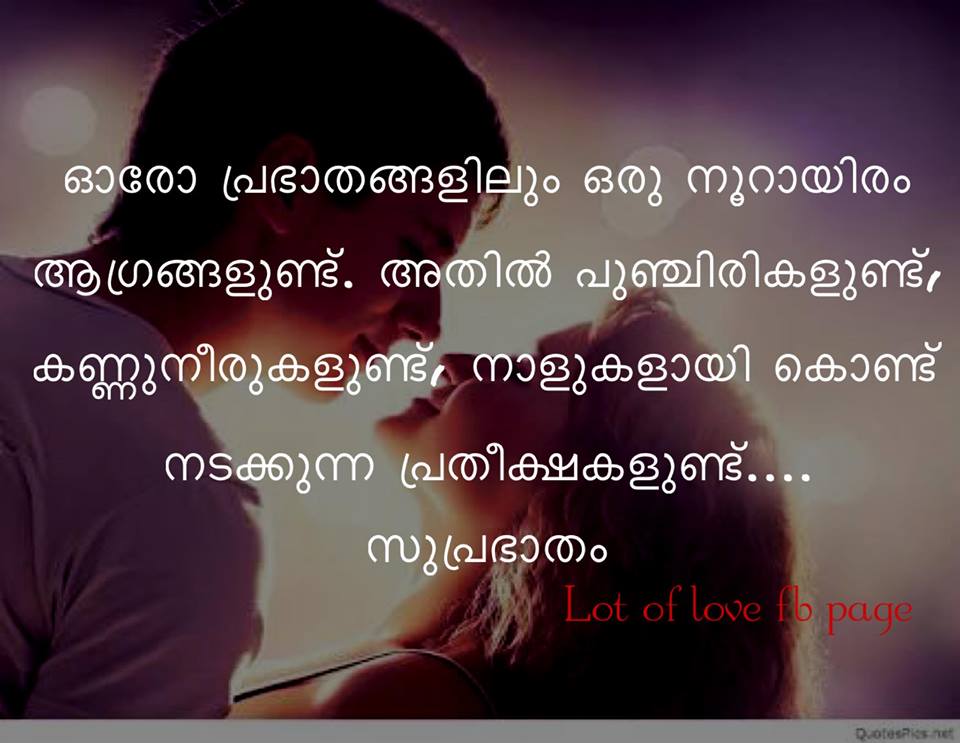 ഓരോ പ്രഭാതങ്ങളിലും ഒരു നൂറായിരം
ആഗ്രങ്ങളുണ്ട്. അതിൽ പുഞ്ചിരികളുണ്ട്,
കണ്ണുനീരുകളുണ്ട്, നാളുകളായി കൊണ്ട്
നടക്കുന്ന പ്രതീക്ഷകളുണ്ട്....
സുപ്രഭാതം
Lot of love fb page
QuotesPics.net